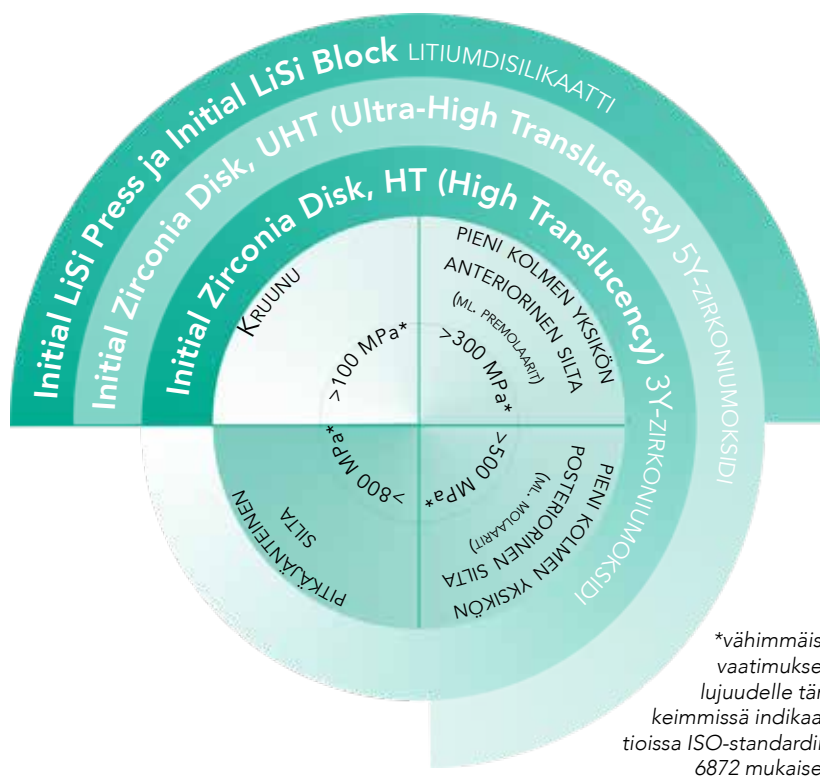 Initial LiSi Press ja Initial LiSi Block LITIUMDISILIKAATTI
Initial Zirconia Disk, UHT (Ultra-High Translucency) 5Y-ZIRKONIUMOKSIDI
Initial Zirconia Disk, HT (High Translucency) 3Y-ZIRKONIUMOKSIDI
KRUUNU
>100 MPa*
PIENI KOLMEN YKSIKÖN
ANTERIORINEN SILTA
(ML. PREMOLAARIT)
>300 MPa*
>500 MPa*
(ML. MOLAARIT)
POSTERIORINEN SILTA
PIENI KOLMEN YKSIKÖN
>800 MPa*
PITKÄJÄNTEINEN
SILTA
*vähimmäis
vaatimukse
lujuudelle tär
keimmissä indikaa
tioissa ISO-standardi
6872 mukaise